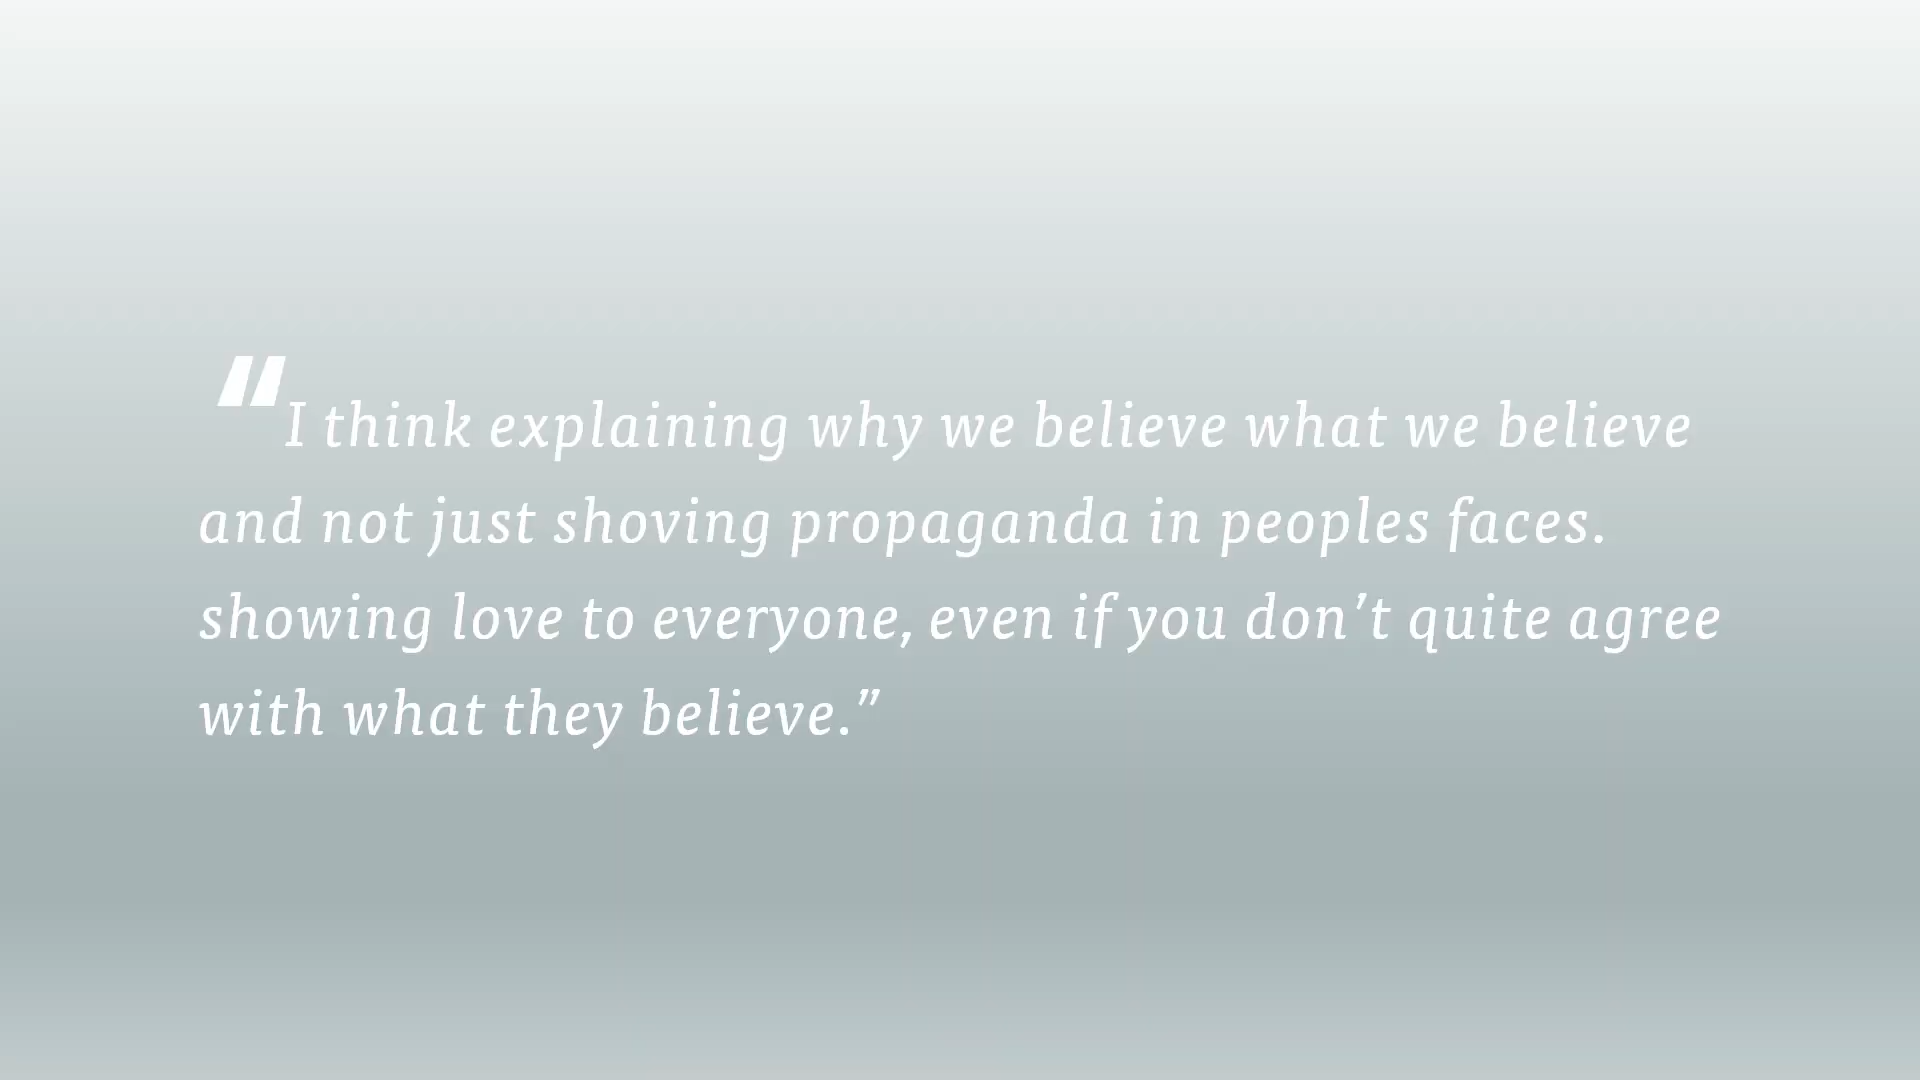 “I think explaining why we believe what we believe
and not just shoving propaganda in peoples faces.
showing love to everyone, even if you don’t quite agree
with what they believe.”